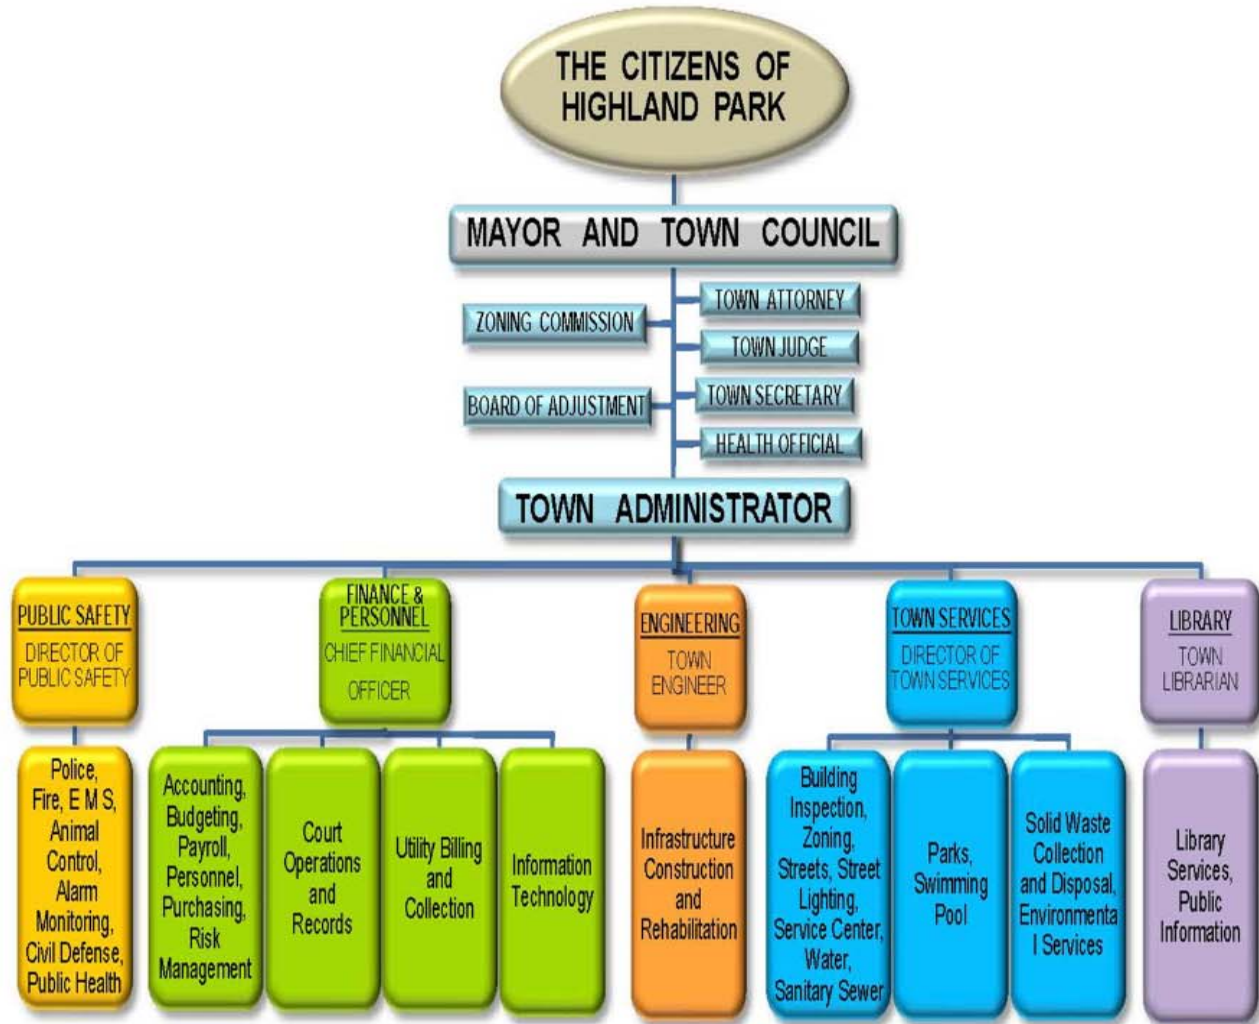 THE CITIZENS OF
HIGHLAND PARK
MAYOR AND TOWN COUNCIL
TOWN ATTORNEY
ZONING COMMISSION
TOWN JUDGE
TOWN SECRETARY
BOARD OF ADJUSTMENT
HEALTH OFFICIAL
TOWN ADMINISTRATOR
PUBLIC SAFETY
DIRECTOR OF
PUBLIC SAFETY
FINANCE &
PERSONNEL
CHIEF FINANCIAL
OFFICER
ENGINEERING
TOWN
ENGINEER
TOWN SERVICES
DIRECTOR OF
TOWN SERVICES
LIBRARY
TOWN
LIBRARIAN
Police,
Fire, E M S,
Animal
Control,
Alarm
Monitoring,
Civil Defense,
Public Health
Accounting,
Budgeting,
Payroll,
Personnel,
Purchasing,
Risk
Management
Court
Operations
and
Records
Utility Billing
and
Collection
Information
Technology
Infrastructure
Construction
and
Rehabilitation
Building
Inspection,
Zoning,
Streets, Street
Lighting,
Service Center,
Water,
Sanitary Sewer
Parks,
Swimming
Pool
Solid Waste
Collection
and Disposal,
Environmenta
l Services
Library
Services,
Public
Information